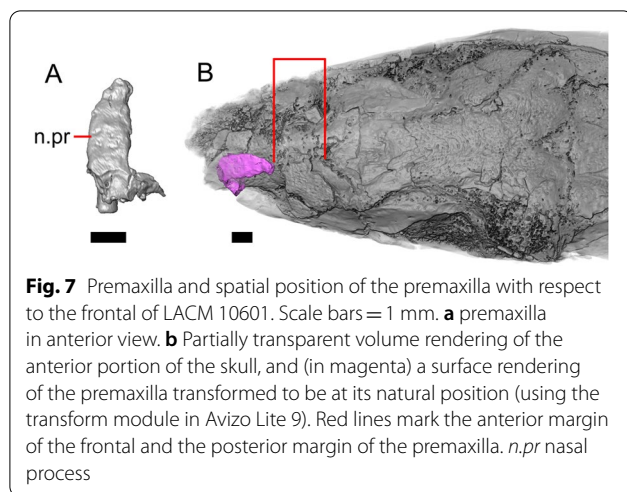 A
B
n.pr
Fig. 7 Premaxilla and spatial position of the premaxilla with respect
to the frontal of LACM 10601. Scale bars = 1 mm. a premaxilla
in anterior view. b Partially transparent volume rendering of the
anterior portion of the skull, and (in magenta) a surface rendering
of the premaxilla transformed to be at its natural position (using the
transform module in Avizo Lite 9). Red lines mark the anterior margin
of the frontal and the posterior margin of the premaxilla. n.pr nasal
process